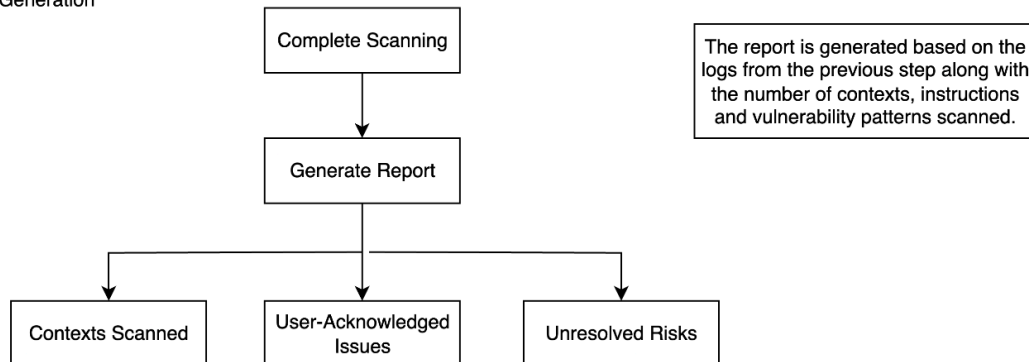 Generation
Complete Scanning
The report is generated based on the
logs from the previous step along with
the number of contexts, instructions
and vulnerability patterns scanned.
Generate Report
Contexts Scanned
User-Acknowledged
Issues
Unresolved Risks